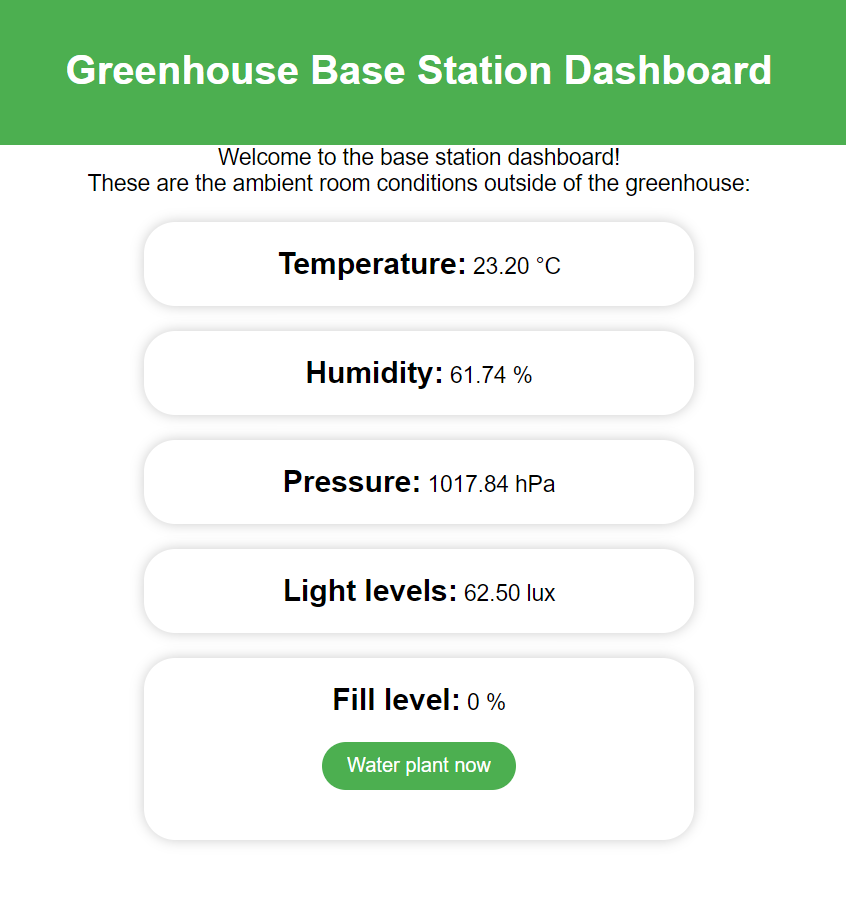 Greenhouse Base Station Dashboard
Welcome to the base station dashboard!
These are the ambient room conditions outside of the greenhouse:
Temperature: 23.20 °C
Humidity: 61.74 %
Pressure: 1017.84 hPa
Light levels: 62.50 lux
Fill level: 0 %
Water plant now